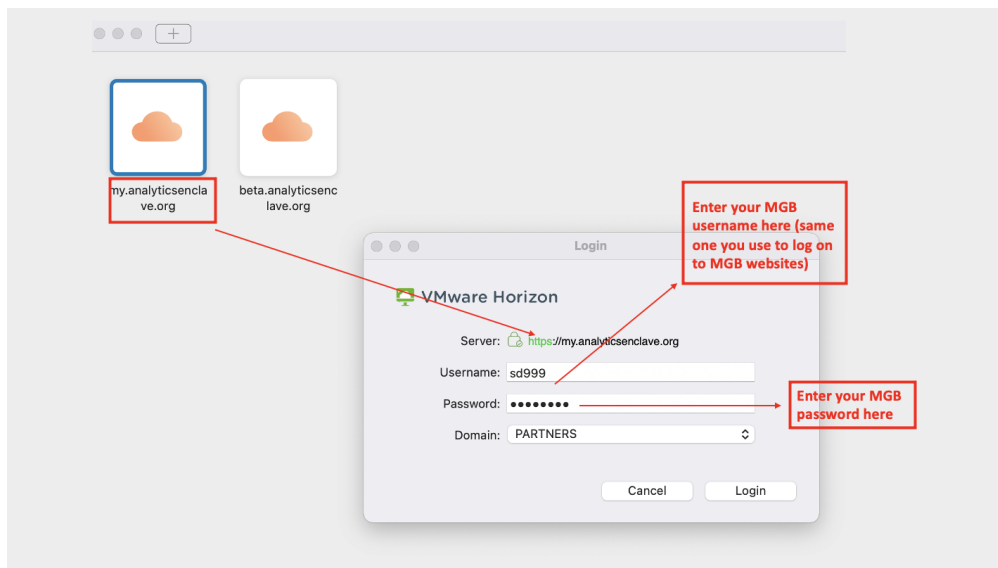 my.analyticsencla
ve.org
beta.analyticsenc
lave.org
Enter your MGB
username here (same
one you use to log on
to MGB websites)
Login
VMware Horizon
Server: https://my.analyticsenclave.org
Username: sd999
Password: ●●●●●●●●
Enter your MGB
password here
Domain: PARTNERS
Cancel Login